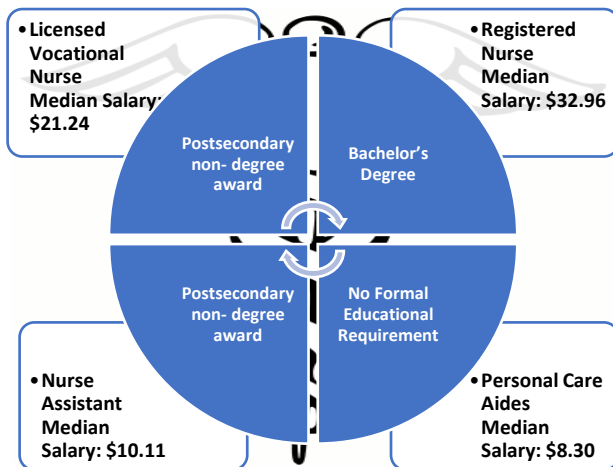 •Licensed
Vocational
Nurse
Median Salary:
$21.24
•Registered
Nurse
Median
Salary: $32.96
Postsecondary
non- degree
award
Bachelor's
Degree
Postsecondary
non- degree
award
No Formal
Educational
Requirement
•Nurse
Assistant
Median
Salary: $10.11
•Personal Care
Aides
Median
Salary: $8.30